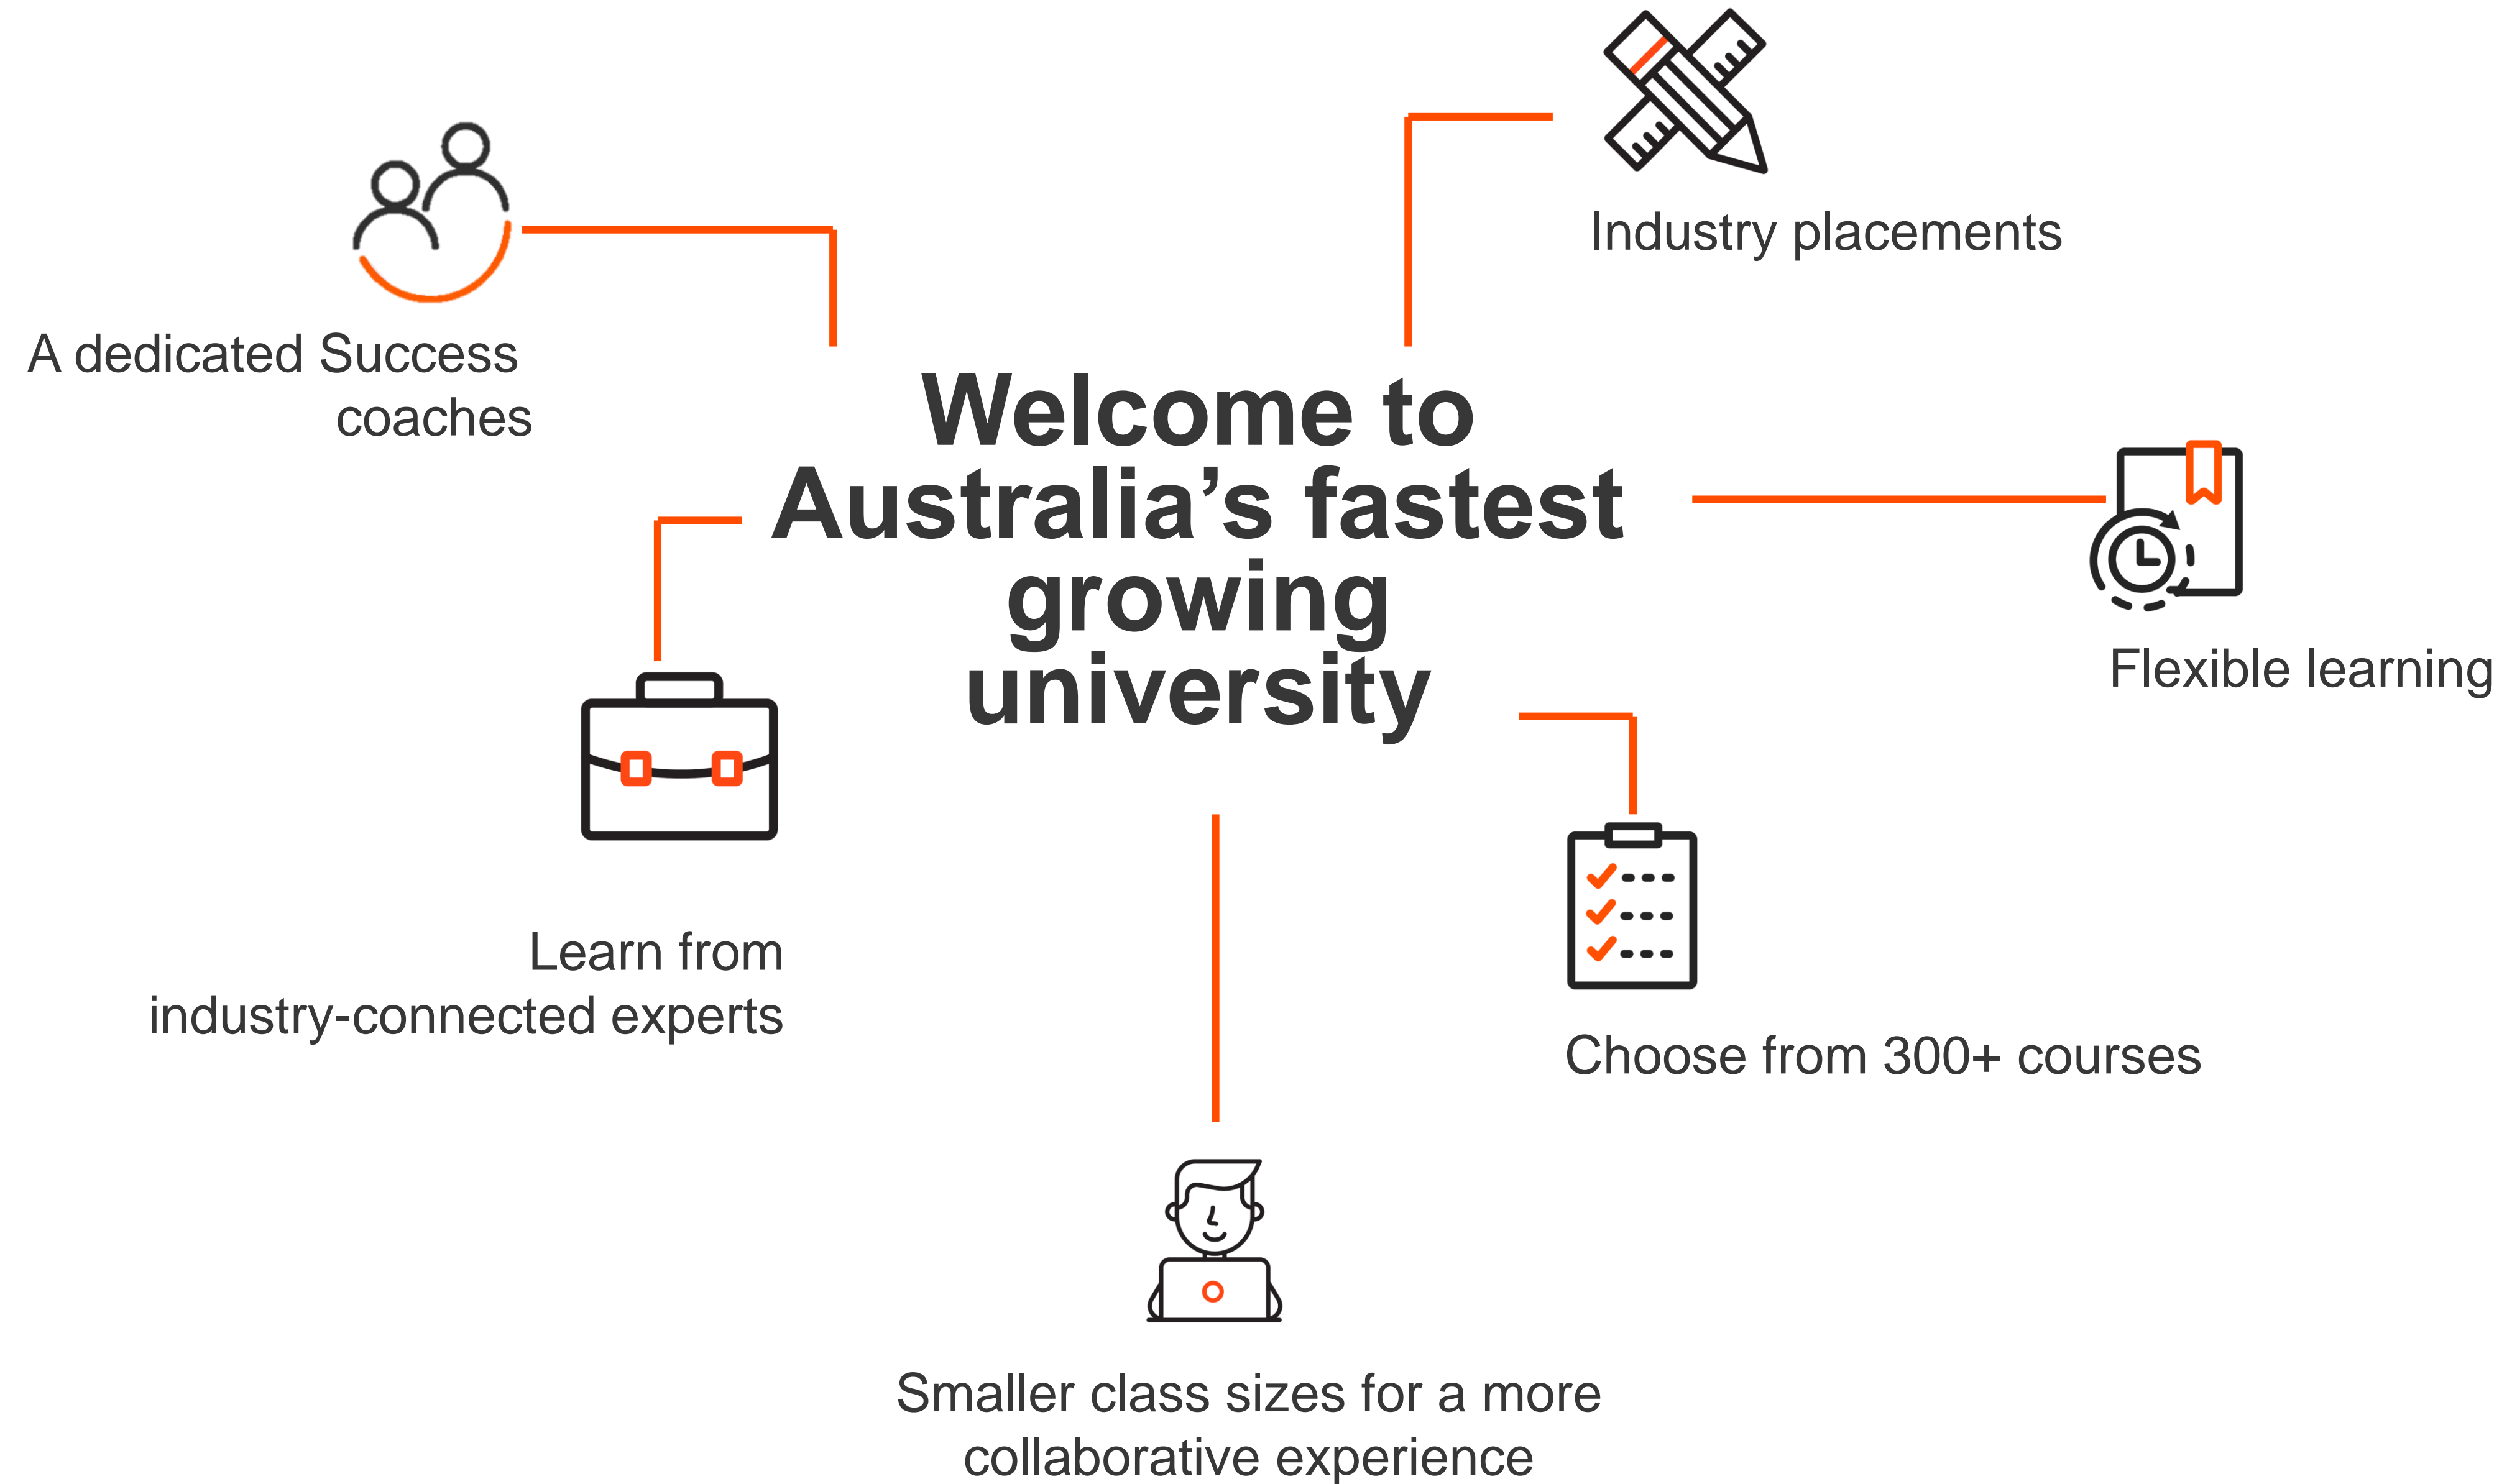 Industry placements
A dedicated Success
coaches
Welcome to
Australia’s fastest
growing
university
Flexible learning
Learn from
industry-connected experts
Choose from 300+ courses
Smaller class sizes for a more
collaborative experience